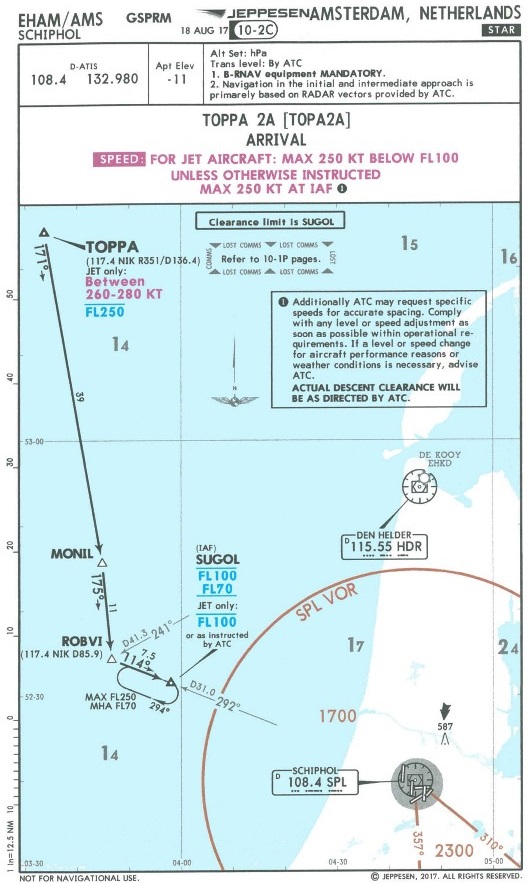 EHAM/AMS
SCHIPHOL
GSPRM
JEPPESEN
18 AUG 17
10-2C
AMSTERDAM, NETHERLANDS
STAR
D-ATIS
108.4 132.980
Apt Elev
-11
Alt Set: hPa
Trans level: By ATC
1. B-RNAV equipment MANDATORY.
2. Navigation in the initial and intermediate approach is
primarely based on RADAR vectors provided by ATC.
TOPPA 2A [TOPA2A]
ARRIVAL
SPEED: FOR JET AIRCRAFT: MAX 250 KT BELOW FL100
UNLESS OTHERWISE INSTRUCTED
MAX 250 KT AT IAF ❶
Clearance limit is SUGOL
LOST COMMS LOST COMMS LOST
COMMS
Refer to 10-1P pages.
LOST
LOST COMMS LOST COMMS
15
16
TOPPA
(117.4 NIK R351/D136.4)
JET only:
Between
260-280 KT
FL250
171°
14
❶ Additionally ATC may request specific
speeds for accurate spacing. Comply
with any level or speed adjustment as
soon as possible within operational re-
quirements. If a level or speed change
for aircraft performance reasons or
weather conditions is necessary, advise
ATC.
ACTUAL DESCENT CLEARANCE WILL
BE AS DIRECTED BY ATC.
N
50
40
39
53-00
30
DE KOOY
EHKD
DEN HELDER
D 115.55 HDR
20
MONIL
175°
11
(IAF)
SUGOL
FL100
FL70
JET only:
FL100
or as instructed
by ATC
SPL VOR
10
ROBVI
(117.4 NIK D85.9)
D41.3 241°
7.5
114°
17
24
MAX FL250
MHA FL70
294°
D31.0 292°
52-30
0
1700
587
14
SCHIPHOL
D 108.4 SPL
10
1 In=12.5 NM
357°
310°
2300
03-30
04-00
04-30
05-00
NOT FOR NAVIGATIONAL USE.
© JEPPESEN, 2017. ALL RIGHTS RESERVED.